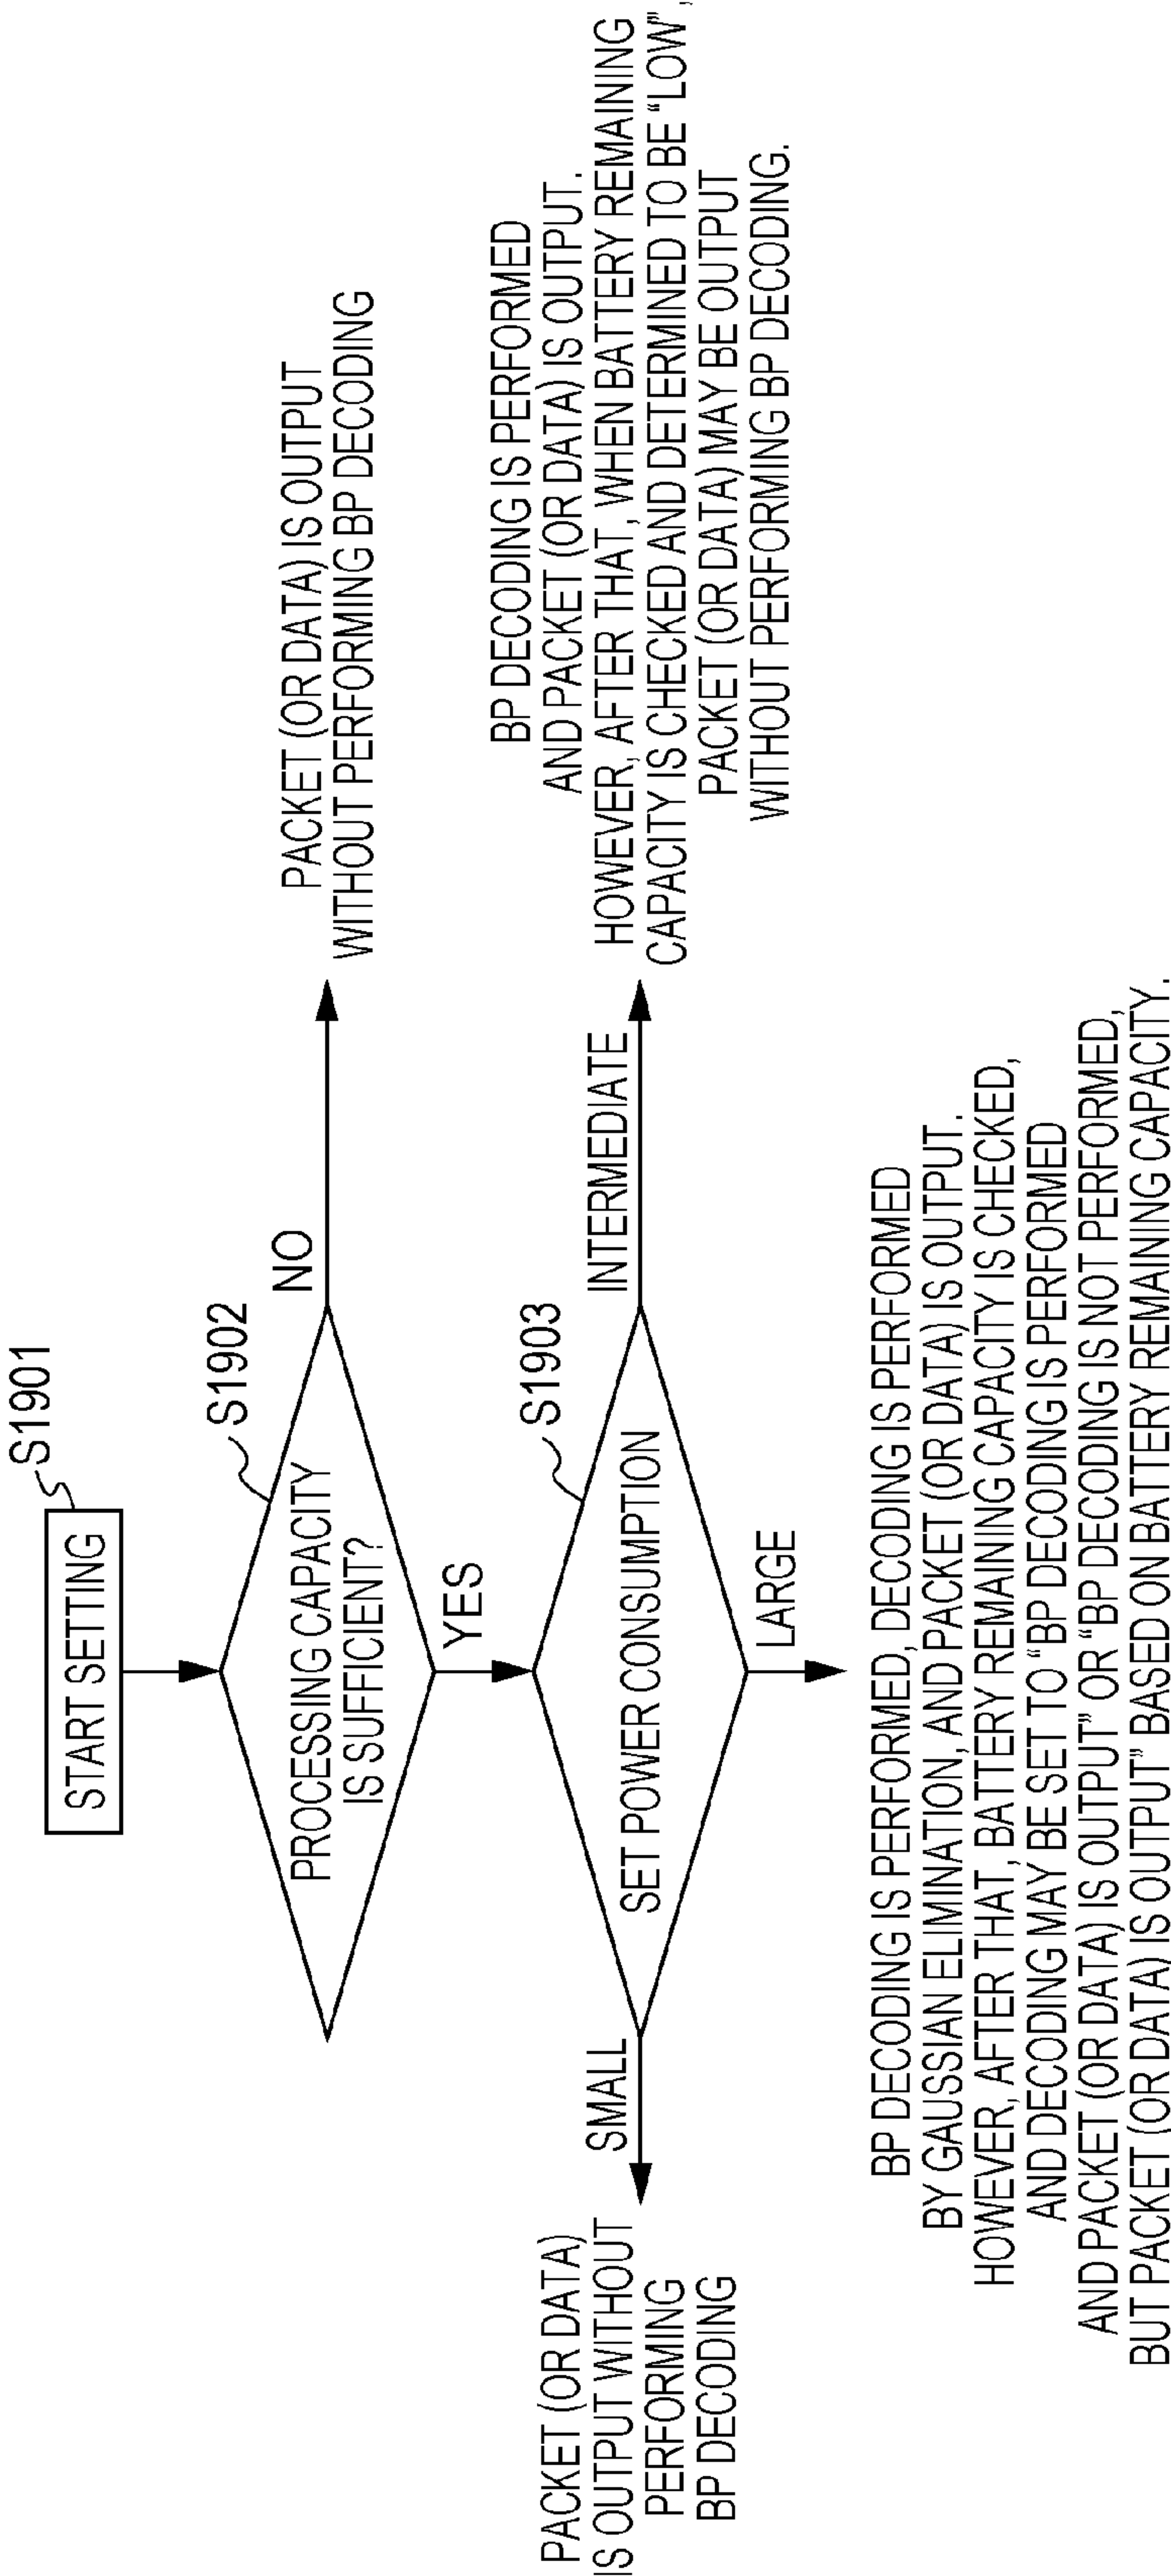 START SETTING
S1901
PROCESSING CAPACITY
IS SUFFICIENT?
S1902
NO
PACKET (OR DATA) IS OUTPUT
WITHOUT PERFORMING BP DECODING
YES
SET POWER CONSUMPTION
S1903
SMALL
PACKET (OR DATA)
IS OUTPUT WITHOUT
PERFORMING
BP DECODING
INTERMEDIATE
BP DECODING IS PERFORMED
AND PACKET (OR DATA) IS OUTPUT.
HOWEVER, AFTER THAT, WHEN BATTERY REMAINING
CAPACITY IS CHECKED AND DETERMINED TO BE "LOW",
PACKET (OR DATA) MAY BE OUTPUT
WITHOUT PERFORMING BP DECODING.
LARGE
BP DECODING IS PERFORMED, DECODING IS PERFORMED
BY GAUSSIAN ELIMINATION, AND PACKET (OR DATA) IS OUTPUT.
HOWEVER, AFTER THAT, BATTERY REMAINING CAPACITY IS CHECKED,
AND DECODING MAY BE SET TO "BP DECODING IS PERFORMED
AND PACKET (OR DATA) IS OUTPUT" OR "BP DECODING IS NOT PERFORMED,
BUT PACKET (OR DATA) IS OUTPUT" BASED ON BATTERY REMAINING CAPACITY.